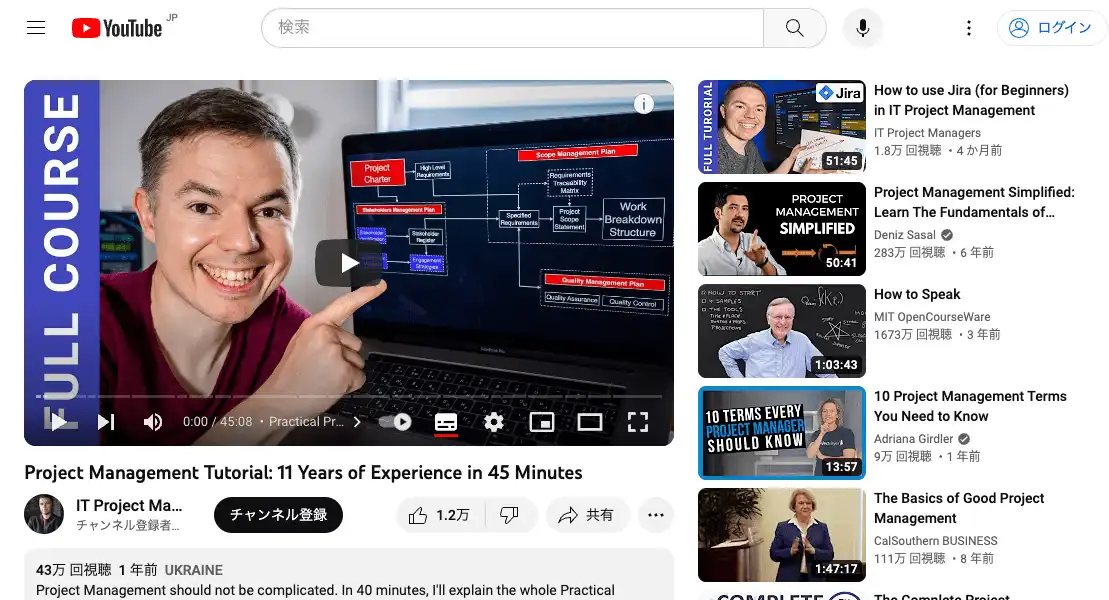 YouTube JP
検索
ログイン
FULL COURSE
Project Charter
High Level Requirements
Scope Management Plan
Requirements Traceability Matrix
Stakeholders Management Plan
Stakeholder Register
Engagement Strategies
Specified Requirements
Project Scope Statement
Work Breakdown Structure
Quality Management Plan
Quality Assurance
Quality Control
0:00 / 45:08 • Practical Pr...
Project Management Tutorial: 11 Years of Experience in 45 Minutes
IT Project Ma...
チャンネル登録者...
チャンネル登録
1.2万
共有
43万 回視聴 1 年前 UKRAINE
Project Management should not be complicated. In 40 minutes, I'll explain the whole Practical
FULL TURORIAL
Jira
51:45
How to use Jira (for Beginners)
in IT Project Management
IT Project Managers
1.8万 回視聴 • 4 か月前
PROJECT
MANAGEMENT
SIMPLIFIED
50:41
Project Management Simplified:
Learn The Fundamentals of…
Deniz Sasal
283万 回視聴 • 6 年前
HOW TO START
4 SAMPLES
THE TOOLS
1:03:43
How to Speak
MIT OpenCourseWare
1673万 回視聴 • 3 年前
10 TERMS EVERY
PROJECT MANAGER
SHOULD KNOW
13:57
10 Project Management Terms
You Need to Know
Adriana Girdler
9万 回視聴 • 1 年前
1:47:17
The Basics of Good Project
Management
CalSouthern BUSINESS
111万 回視聴 • 8 年前
COMPLETE
The Complete Project